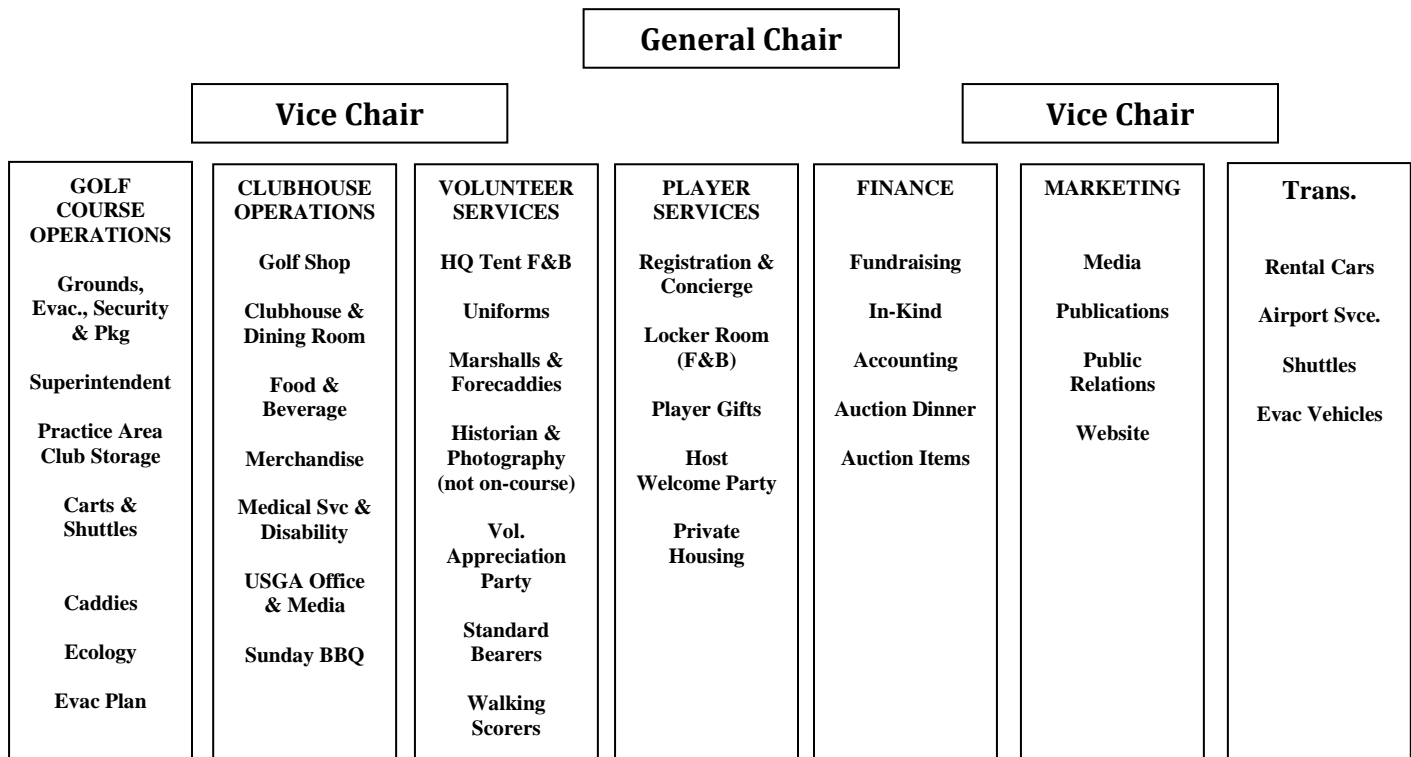 General Chair
Vice Chair
Vice Chair
GOLF
COURSE
OPERATIONS
Grounds,
Evac., Security
& Pkg
Superintendent
Practice Area
Club Storage
Carts &
Shuttles
Caddies
Ecology
Evac Plan
CLUBHOUSE
OPERATIONS
Golf Shop
Clubhouse &
Dining Room
Food &
Beverage
Merchandise
Medical Svc &
Disability
USGA Office
& Media
Sunday BBQ
VOLUNTEER
SERVICES
HQ Tent F&B
Uniforms
Marshalls &
Forecaddies
Historian &
Photography
(not on-course)
Vol.
Appreciation
Party
Standard
Bearers
Walking
Scorers
PLAYER
SERVICES
Registration &
Concierge
Locker Room
(F&B)
Player Gifts
Host
Welcome Party
Private
Housing
FINANCE
Fundraising
In-Kind
Accounting
Auction Dinner
Auction Items
MARKETING
Media
Publications
Public
Relations
Website
Trans.
Rental Cars
Airport Svce.
Shuttles
Evac Vehicles